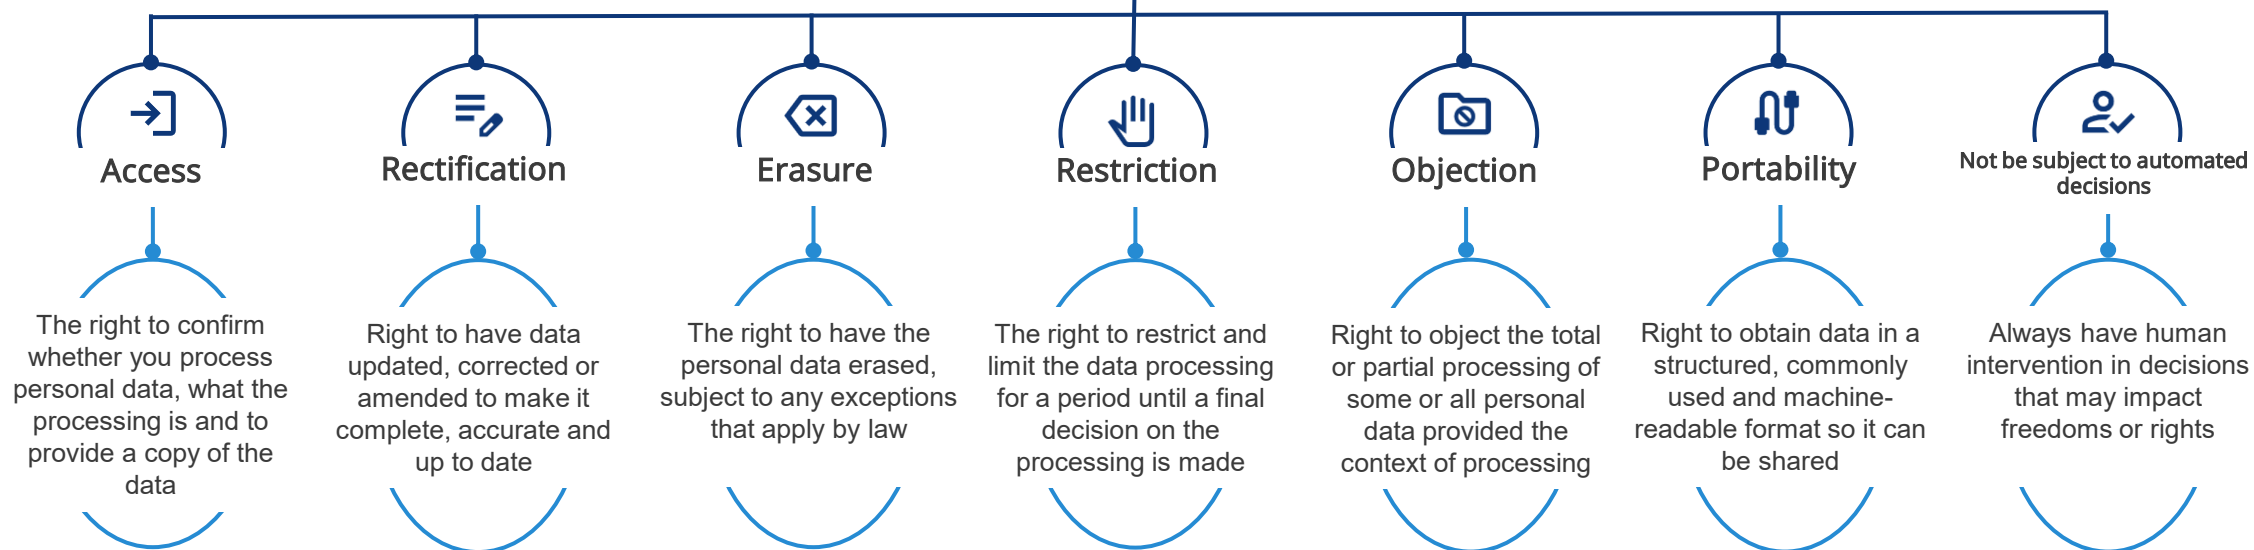 Access
Rectification
Erasure
Restriction
Objection
Portability
Not be subject to automated
decisions
The right to confirm
whether you process
personal data, what the
processing is and to
provide a copy of the
data
Right to have data
updated, corrected or
amended to make it
complete, accurate and
up to date
The right to have the
personal data erased,
subject to any exceptions
that apply by law
The right to restrict and
limit the data processing
for a period until a final
decision on the
processing is made
Right to object the total
or partial processing of
some or all personal
data provided the
context of processing
Right to obtain data in a
structured, commonly
used and machine-
readable format so it can
be shared
Always have human
intervention in decisions
that may impact
freedoms or rights